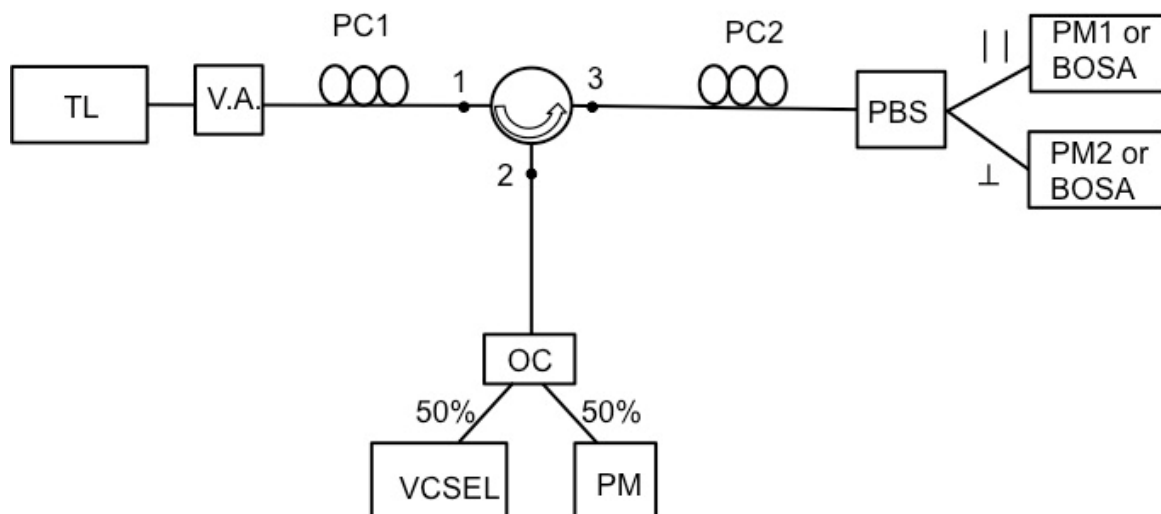 PC1
PC2
TL
V.A.
1
3
2
PBS
| |
⊥
PM1 or
BOSA
PM2 or
BOSA
OC
50%
50%
VCSEL
PM